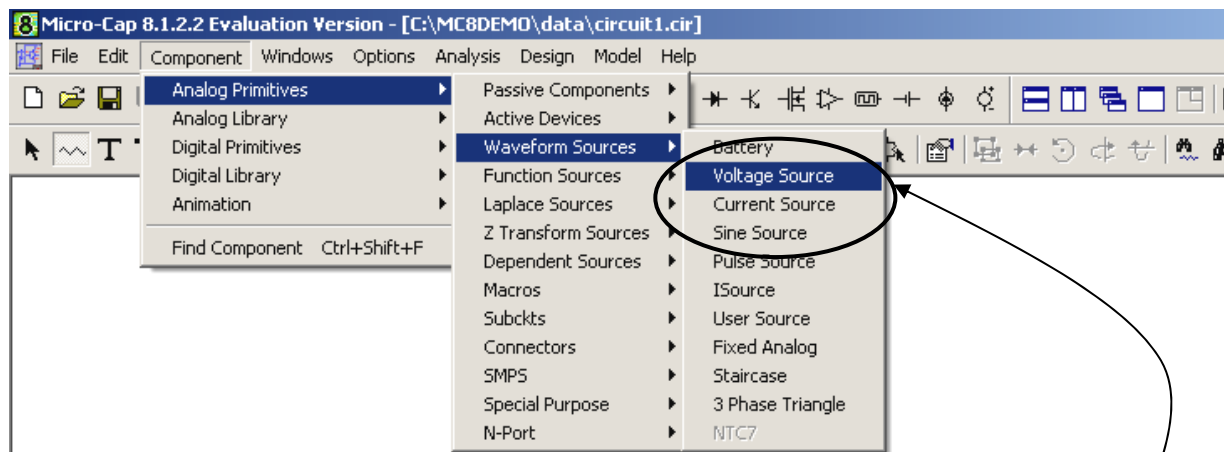 Micro-Cap 8.1.2.2 Evaluation Version - [C:\MC8DEMO\data\circuit1.cir]
File Edit Component Windows Options Analysis Design Model Help
Analog Primitives
Analog Library
Digital Primitives
Digital Library
Animation
Find Component Ctrl+Shift+F
Passive Components
Active Devices
Waveform Sources
Function Sources
Laplace Sources
Z Transform Sources
Dependent Sources
Macros
Subckts
Connectors
SMPS
Special Purpose
N-Port
Battery
Voltage Source
Current Source
Sine Source
Pulse Source
ISource
User Source
Fixed Analog
Staircase
3 Phase Triangle
NTC7